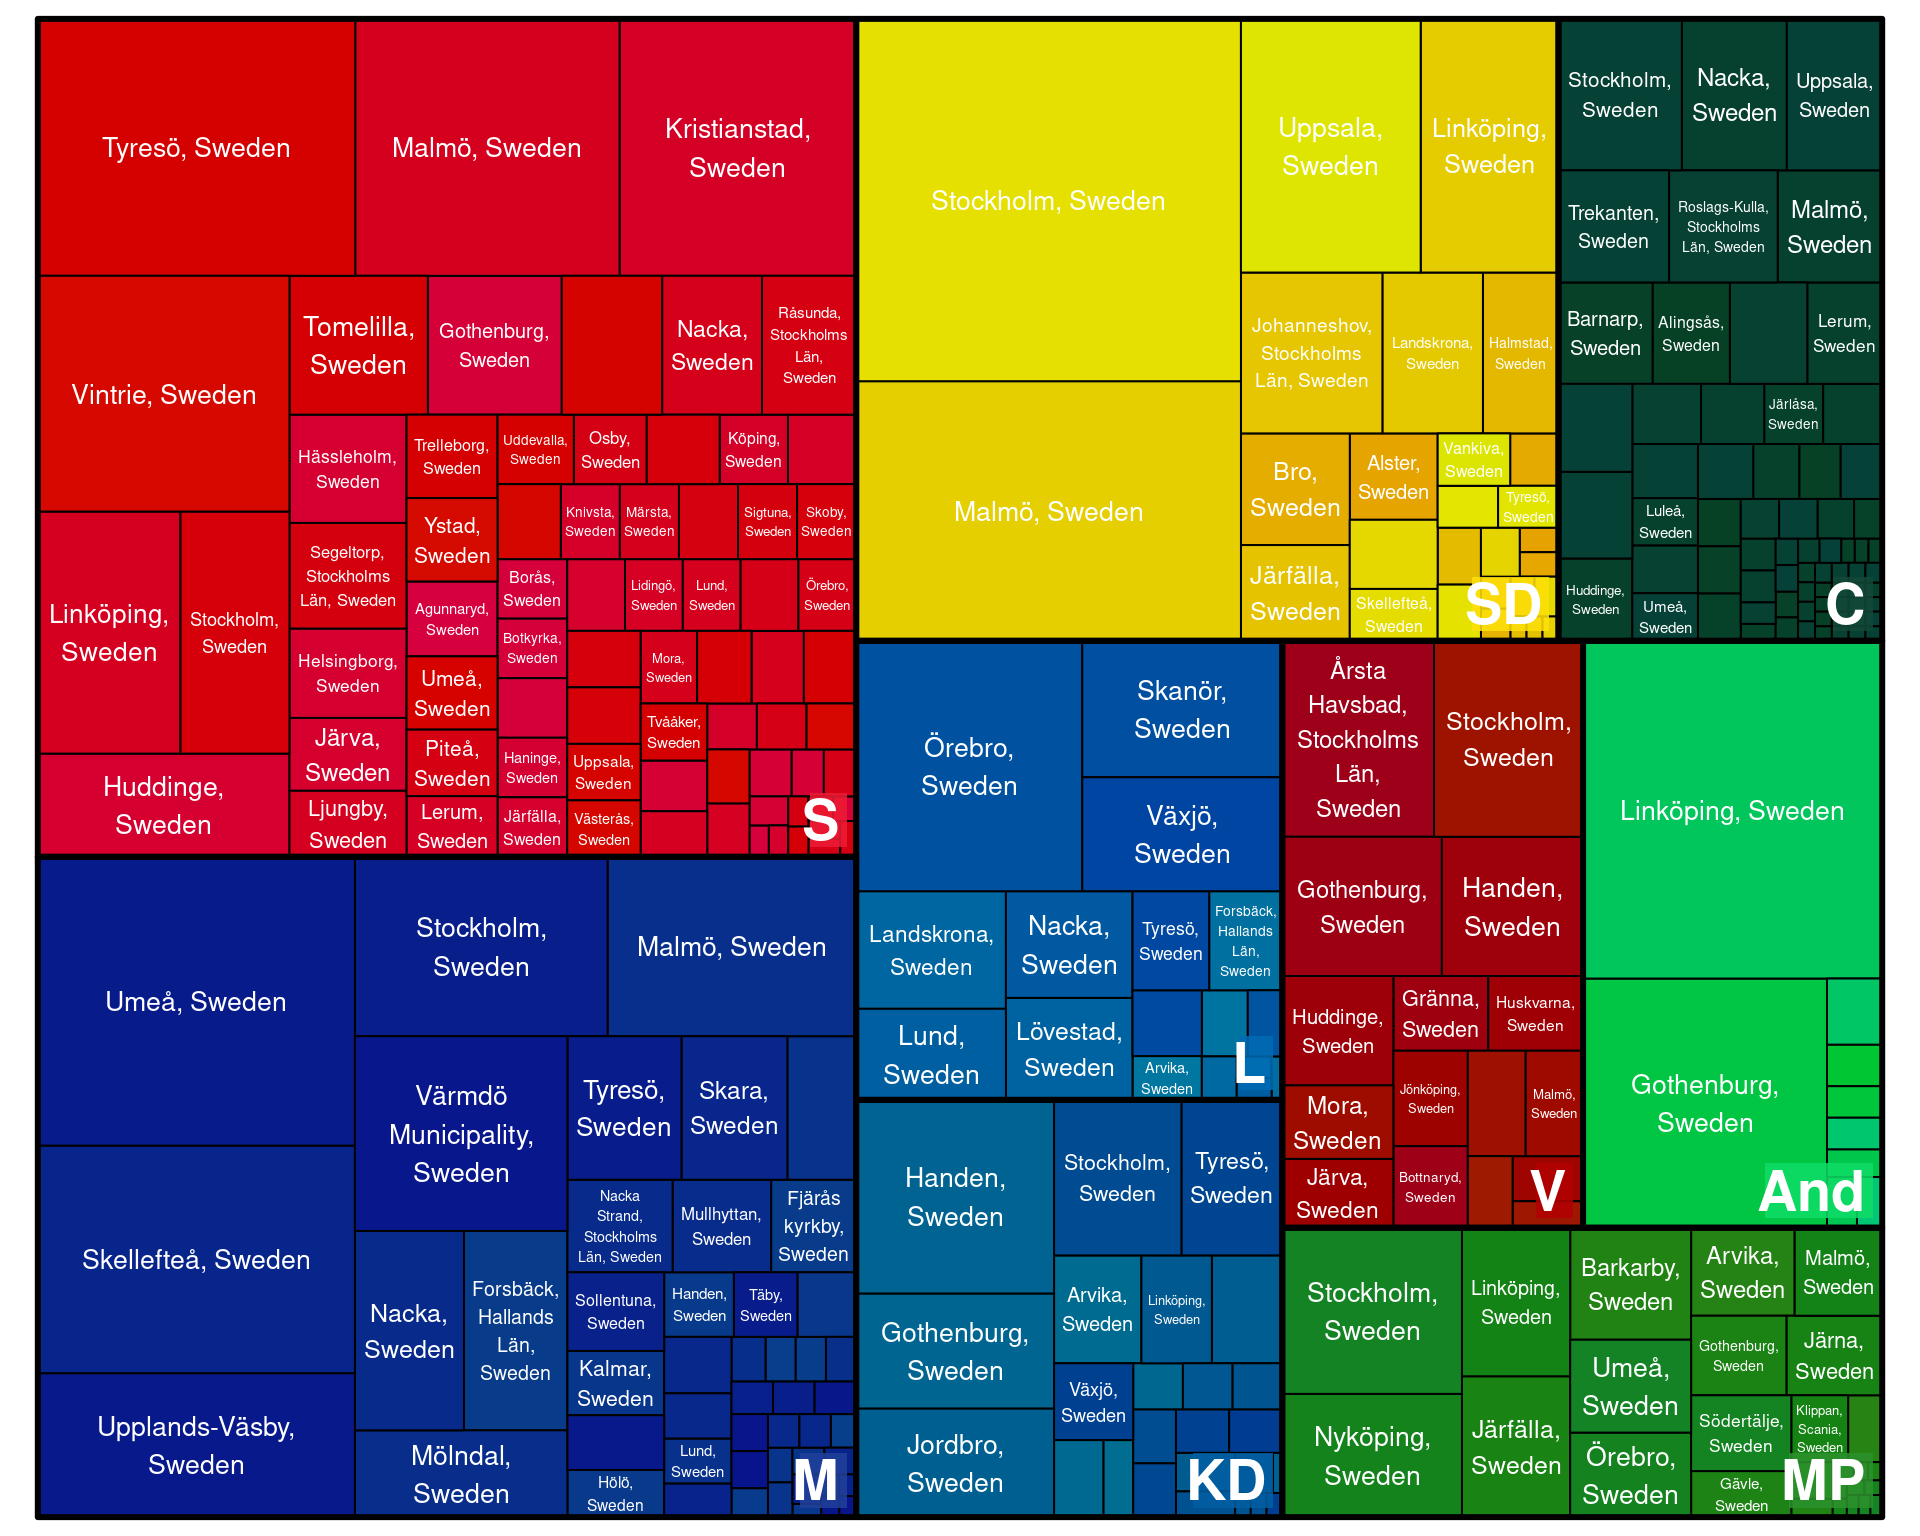 Tyresö, Sweden
Malmö, Sweden
Kristianstad,
Sweden
Vintrie, Sweden
Tomelilla,
Sweden
Gothenburg,
Sweden
Nacka,
Sweden
Råsunda,
Stockholms
Län,
Sweden
Hässleholm,
Sweden
Trelleborg,
Sweden
Uddevalla,
Sweden
Osby,
Sweden
Köping,
Sweden
Linköping,
Sweden
Stockholm,
Sweden
Segeltorp,
Stockholms
Län, Sweden
Ystad,
Sweden
Knivsta,
Sweden
Märsta,
Sweden
Sigtuna,
Sweden
Skoby,
Sweden
Agunnaryd,
Sweden
Borås,
Sweden
Lidingö,
Sweden
Lund,
Sweden
Örebro,
Sweden
Helsingborg,
Sweden
Umeå,
Sweden
Botkyrka,
Sweden
Mora,
Sweden
Huddinge,
Sweden
Järva,
Sweden
Piteå,
Sweden
Haninge,
Sweden
Uppsala,
Sweden
Tvååker,
Sweden
Ljungby,
Sweden
Lerum,
Sweden
Järfälla,
Sweden
Västerås,
Sweden
S
Umeå, Sweden
Stockholm,
Sweden
Malmö, Sweden
Skellefteå, Sweden
Värmdö
Municipality,
Sweden
Tyresö,
Sweden
Skara,
Sweden
Nacka
Strand,
Stockholms
Län, Sweden
Mullhyttan,
Sweden
Fjärås
kyrkby,
Sweden
Upplands-Väsby,
Sweden
Nacka,
Sweden
Forsbäck,
Hallands
Län,
Sweden
Sollentuna,
Sweden
Handen,
Sweden
Täby,
Sweden
Kalmar,
Sweden
Mölndal,
Sweden
Hölö,
Sweden
Lund,
Sweden
M
Stockholm, Sweden
Uppsala,
Sweden
Linköping,
Sweden
Malmö, Sweden
Johanneshov,
Stockholms
Län, Sweden
Landskrona,
Sweden
Halmstad,
Sweden
Bro,
Sweden
Alster,
Sweden
Vankiva,
Sweden
Tyresö,
Sweden
Järfälla,
Sweden
Skellefteå,
Sweden
SD
Stockholm,
Sweden
Nacka,
Sweden
Uppsala,
Sweden
Trekanten,
Sweden
Roslags-Kulla,
Stockholms
Län, Sweden
Malmö,
Sweden
Barnarp,
Sweden
Alingsås,
Sweden
Lerum,
Sweden
Järlåsa,
Sweden
Luleå,
Sweden
Huddinge,
Sweden
Umeå,
Sweden
C
Örebro,
Sweden
Skanör,
Sweden
Växjö,
Sweden
Landskrona,
Sweden
Nacka,
Sweden
Tyresö,
Sweden
Forsbäck,
Hallands
Län,
Sweden
Lund,
Sweden
Lövestad,
Sweden
Arvika,
Sweden
L
Handen,
Sweden
Stockholm,
Sweden
Tyresö,
Sweden
Gothenburg,
Sweden
Arvika,
Sweden
Linköping,
Sweden
Jordbro,
Sweden
Växjö,
Sweden
KD
Årsta
Havsbad,
Stockholms
Län,
Sweden
Stockholm,
Sweden
Gothenburg,
Sweden
Handen,
Sweden
Huddinge,
Sweden
Gränna,
Sweden
Huskvarna,
Sweden
Mora,
Sweden
Jönköping,
Sweden
Malmö,
Sweden
Järva,
Sweden
Bottnaryd,
Sweden
V
Linköping, Sweden
Gothenburg,
Sweden
And
Stockholm,
Sweden
Linköping,
Sweden
Barkarby,
Sweden
Arvika,
Sweden
Malmö,
Sweden
Gothenburg,
Sweden
Järna,
Sweden
Nyköping,
Sweden
Järfälla,
Sweden
Umeå,
Sweden
Södertälje,
Sweden
Klippan,
Scania,
Sweden
Örebro,
Sweden
Gävle,
Sweden
MP